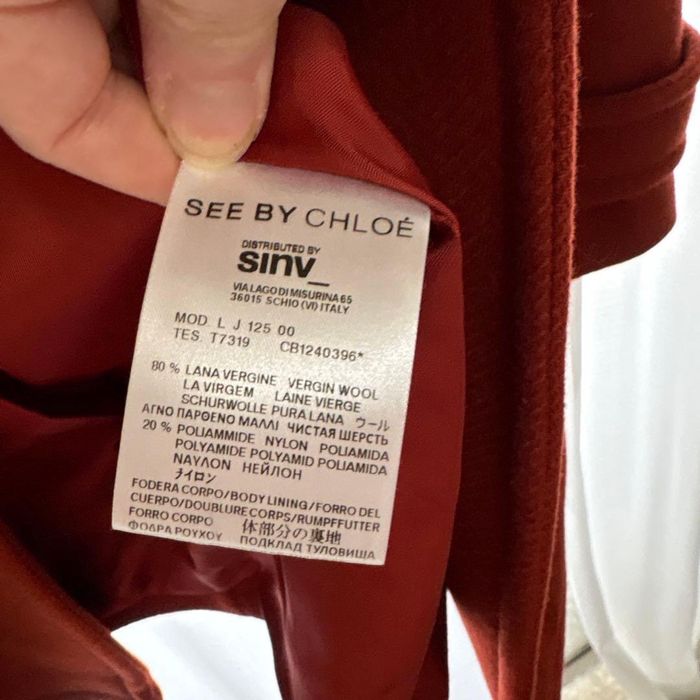 SEE BY CHLOÉ
DISTRIBUTED BY
sinv_
VIA LAGO DI MISURINA 65
36015 SCHIO (VI) ITALY
MOD. L J 125 00
TES. T7319 CB1240396*
80 % LANA VERGINE VIRGIN WOOL
LA VIRGEM LAINE VIERGE
SCHURWOLLE PURA LANA ウール
ΑΓΝΟ ΠΑΡΘΕΝΟ ΜΑΛΛΙ ЧИСТАЯ ШЕРСТЬ
20 % POLIAMMIDE NYLON POLIAMIDA
POLYAMIDE POLYAMID POLIAMIDA
ΝΑΥΛΟΝ НЕЙЛОН
ナイロン
FODERA CORPO/BODY LINING/FORRO DEL
CUERPO/DOUBLURE CORPS/RUMPFFUTTER
FORRO CORPO 体部分の裏地
ΦΟΔΡΑ ΡΟΥΧΟΥ ПОДКЛАД ТУЛОВИША